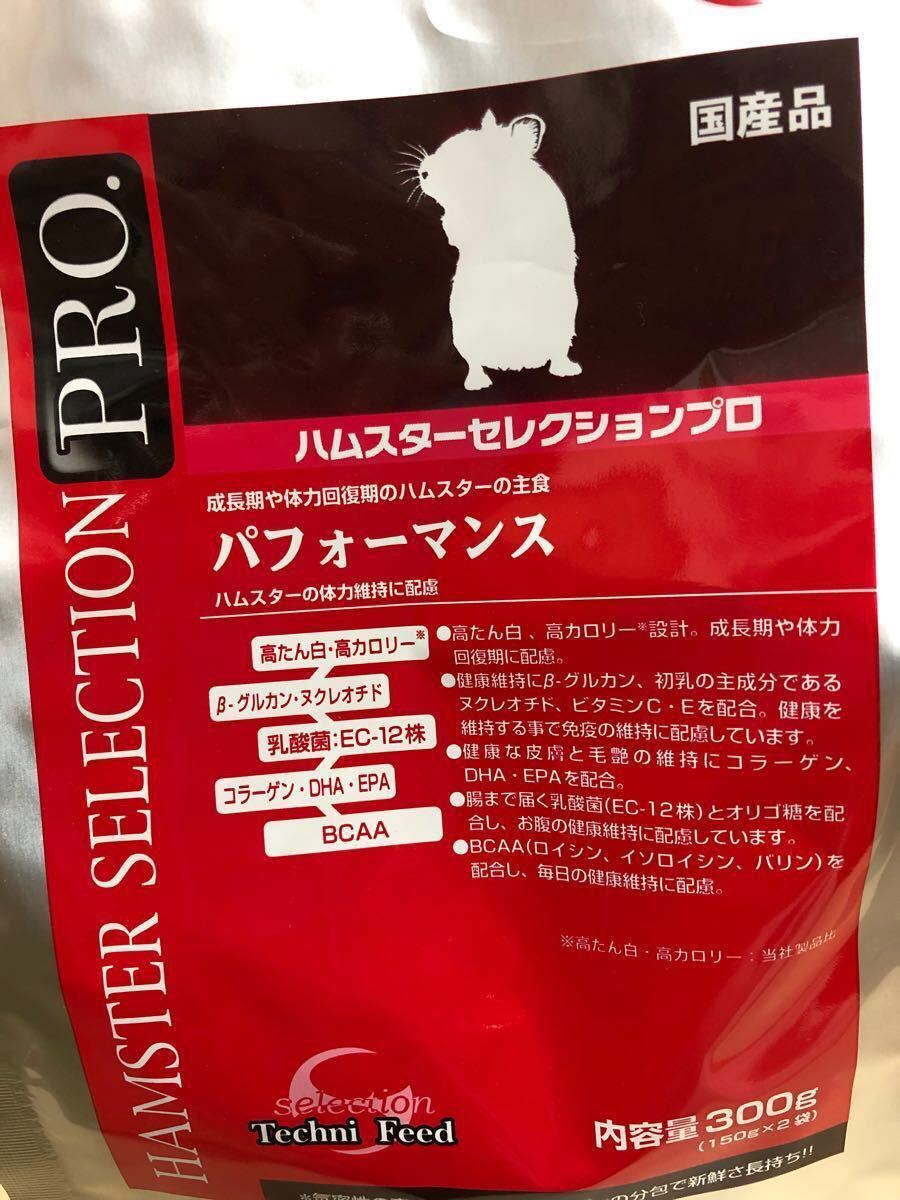 国産品
HAMSTER SELECTION PRO.
ハムスターセレクションプロ
成長期や体力回復期のハムスターの主食
パフォーマンス
ハムスターの体力維持に配慮
高たん白・高カロリー※
β-グルカン・ヌクレオチド
乳酸菌:EC-12株
コラーゲン・DHA・EPA
BCAA
●高たん白、高カロリー※設計。成長期や体力
回復期に配慮。
●健康維持にβ-グルカン、初乳の主成分である
ヌクレオチド、ビタミンC・Eを配合。健康を
維持する事で免疫の維持に配慮しています。
●健康な皮膚と毛艶の維持にコラーゲン、
DHA・EPAを配合。
●腸まで届く乳酸菌(EC-12株)とオリゴ糖を配
合し、お腹の健康維持に配慮しています。
●BCAA(ロイシン、イソロイシン、バリン)を
配合し、毎日の健康維持に配慮。
※高たん白・高カロリー:当社製品比
selection
Techni Feed
内容量300g
(150g×2袋)
の分包で新鮮さ長持ち!!